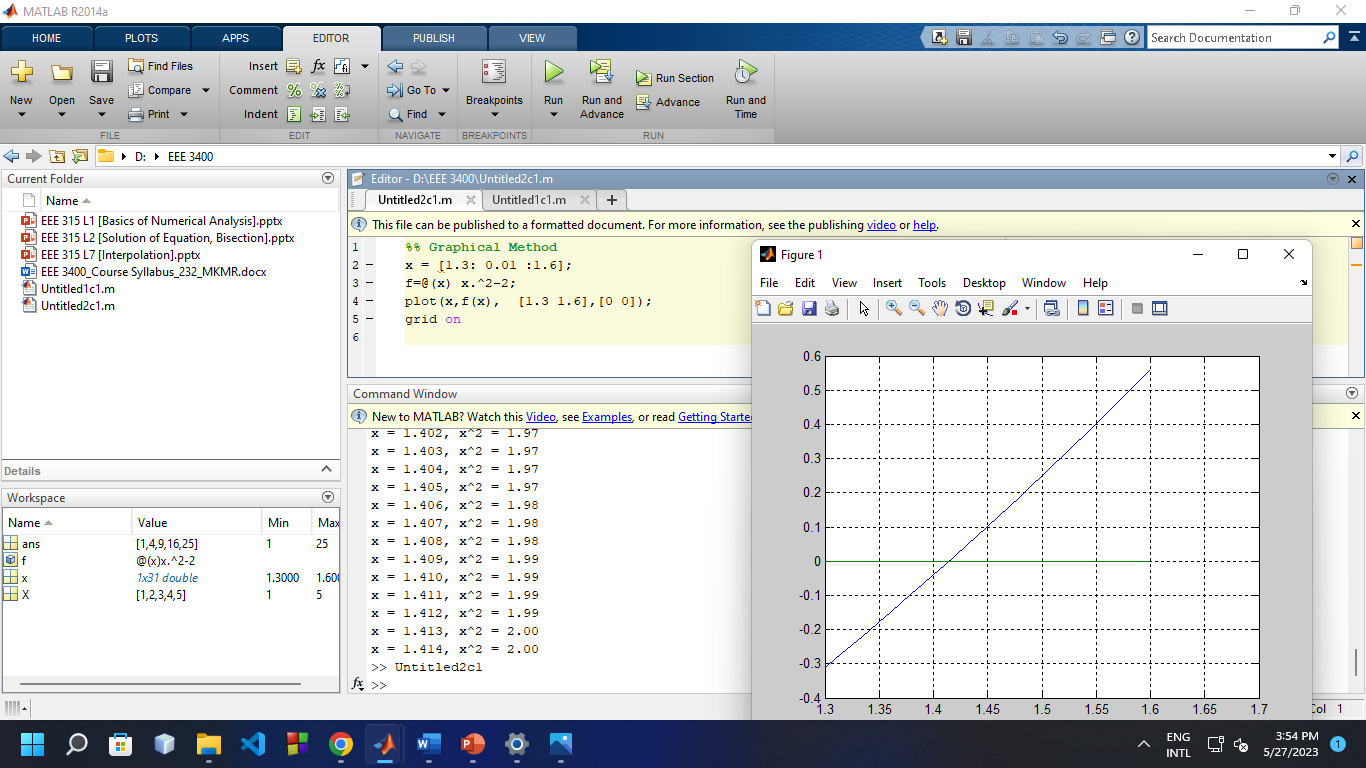 MATLAB R2014a
HOME PLOTS APPS EDITOR PUBLISH VIEW
Search Documentation
New Open Save Find Files Compare Print
FILE
Insert fx
Comment
Indent
EDIT
Go To
Find
NAVIGATE
Breakpoints
BREAKPOINTS
Run Run and Advance Run Section Advance Run and Time
RUN
D: EEE 3400
Current Folder
Name
EEE 315 L1 [Basics of Numerical Analysis].pptx
EEE 315 L2 [Solution of Equation, Bisection].pptx
EEE 315 L7 [Interpolation].pptx
EEE 3400_Course Syllabus_232_MKMR.docx
Untitled1c1.m
Untitled2c1.m
Details
Workspace
Name Value Min Max
ans [1,4,9,16,25] 1 25
f @(x)x.^2-2
x 1x31 double 1.3000 1.600
X [1,2,3,4,5] 1 5
Editor - D:\EEE 3400\Untitled2c1.m
Untitled2c1.m Untitled1c1.m
This file can be published to a formatted document. For more information, see the publishing video or help.
1 %% Graphical Method
2 – x = [1.3: 0.01 :1.6];
3 – f=@(x) x.^2-2;
4 – plot(x,f(x), [1.3 1.6],[0 0]);
5 – grid on
6
Command Window
New to MATLAB? Watch this Video, see Examples, or read Getting Starte
x = 1.402, x^2 = 1.97
x = 1.403, x^2 = 1.97
x = 1.404, x^2 = 1.97
x = 1.405, x^2 = 1.97
x = 1.406, x^2 = 1.98
x = 1.407, x^2 = 1.98
x = 1.408, x^2 = 1.98
x = 1.409, x^2 = 1.99
x = 1.410, x^2 = 1.99
x = 1.411, x^2 = 1.99
x = 1.412, x^2 = 1.99
x = 1.413, x^2 = 2.00
x = 1.414, x^2 = 2.00
>> Untitled2c1
fx >>
Figure 1
File Edit View Insert Tools Desktop Window Help
0.6
0.5
0.4
0.3
0.2
0.1
0
-0.1
-0.2
-0.3
-0.4
1.3 1.35 1.4 1.45 1.5 1.55 1.6 1.65 1.7
Col 1
ENG
INTL
3:54 PM
5/27/2023
1